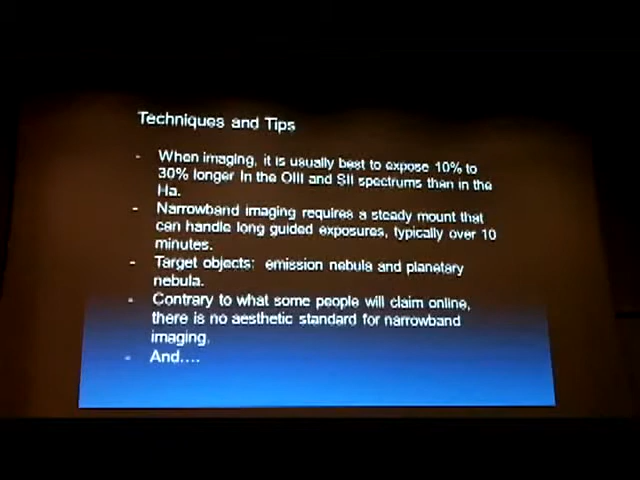 Techniques and Tips
- When imaging, it is usually best to expose 10% to
30% longer in the OIII and SII spectrums than in the
Ha.
- Narrowband imaging requires a steady mount that
can handle long guided exposures, typically over 10
minutes.
- Target objects: emission nebula and planetary
nebula.
- Contrary to what some people will claim online,
there is no aesthetic standard for narrowband
imaging.
- And....